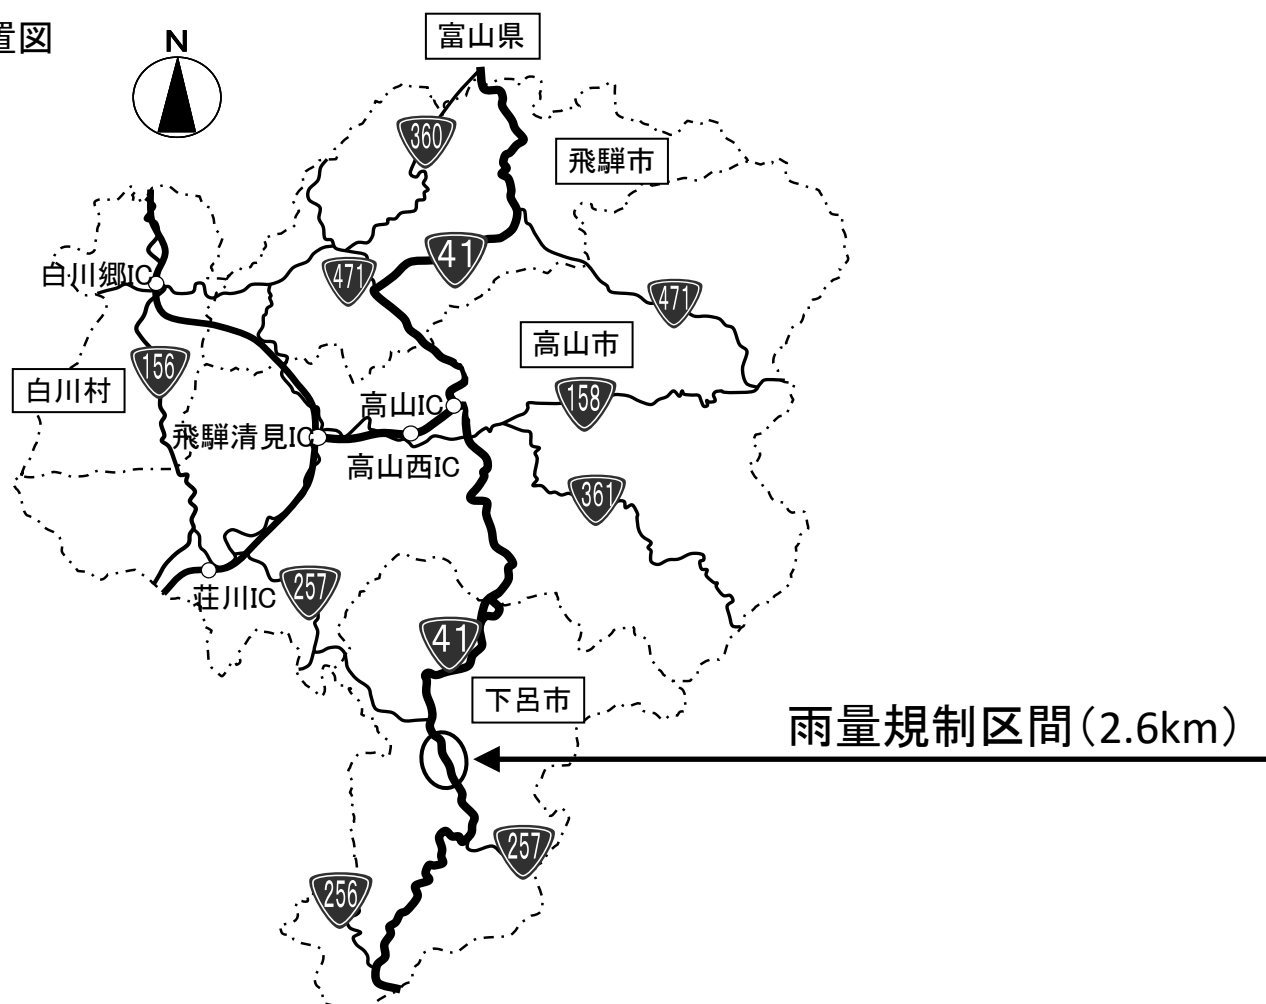 置図
N
富山県
360
飛騨市
41
471
白川郷IC
471
高山市
156
白川村
158
高山IC
飛騨清見IC
高山西IC
361
荘川IC
257
41
下呂市
雨量規制区間(2.6km)
257
256